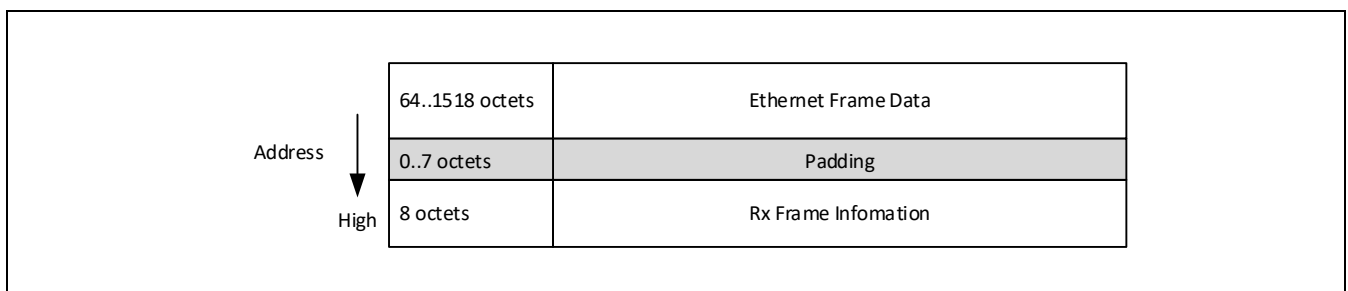 64..1518 octets Ethernet Frame Data
Address 0..7 octets Padding
High 8 octets Rx Frame Infomation